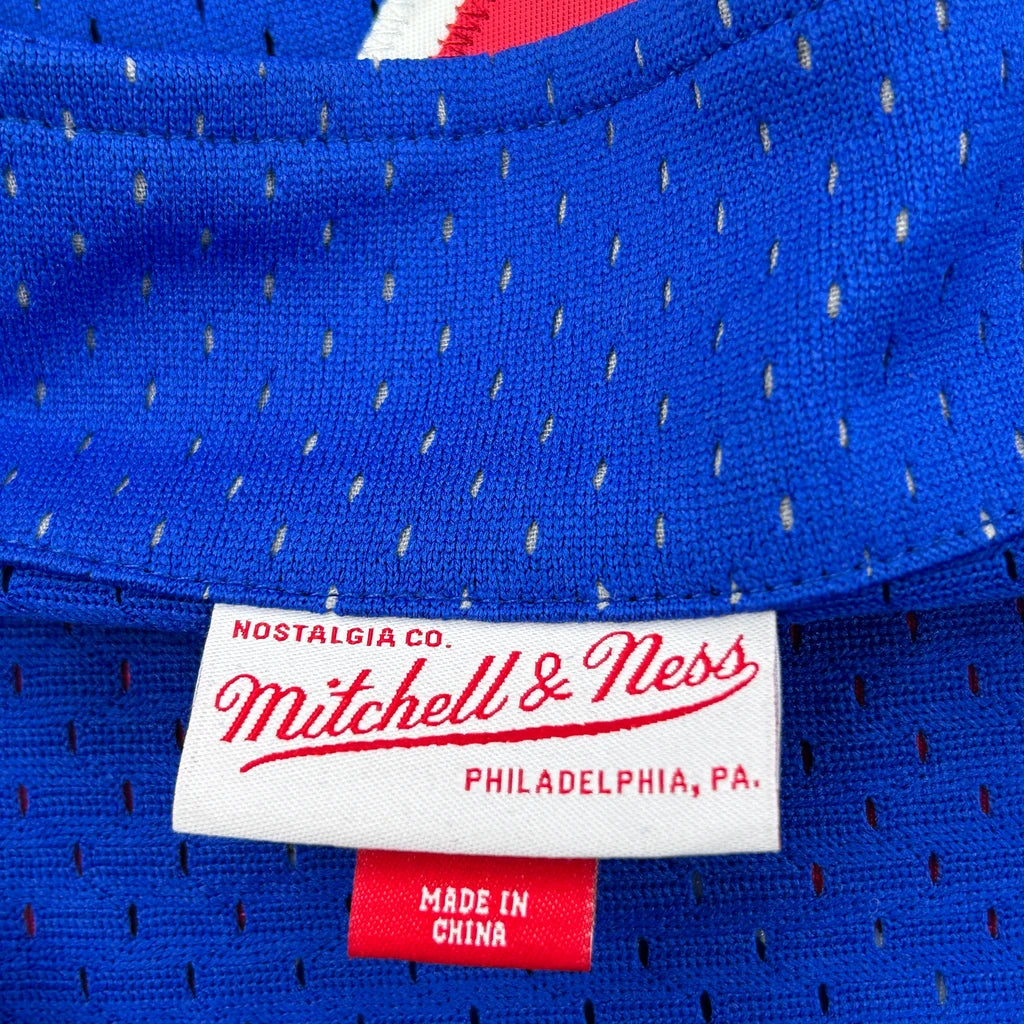 NOSTALGIA CO.
Mitchell & Ness
PHILADELPHIA, PA.
MADE IN
CHINA